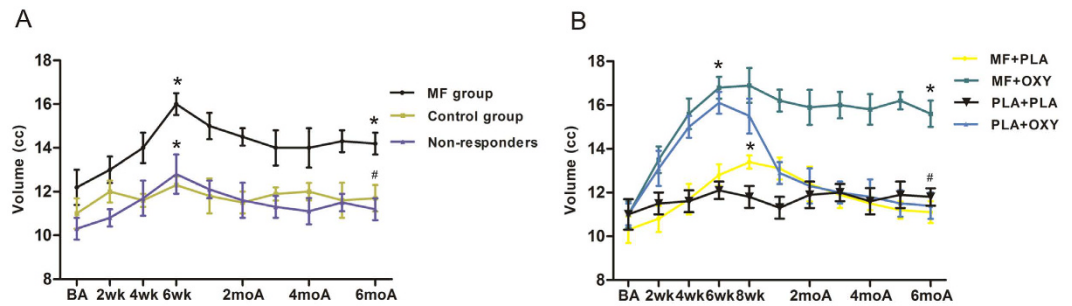 A
18
16
14
12
10
8
Volume (cc)
BA 2wk 4wk 6wk 2moA 4moA 6moA
* * * #
MF group
Control group
Non-responders
B
18
16
14
12
10
8
Volume (cc)
BA 2wk 4wk 6wk 8wk 2moA 4moA 6moA
* * * #
MF+PLA
MF+OXY
PLA+PLA
PLA+OXY